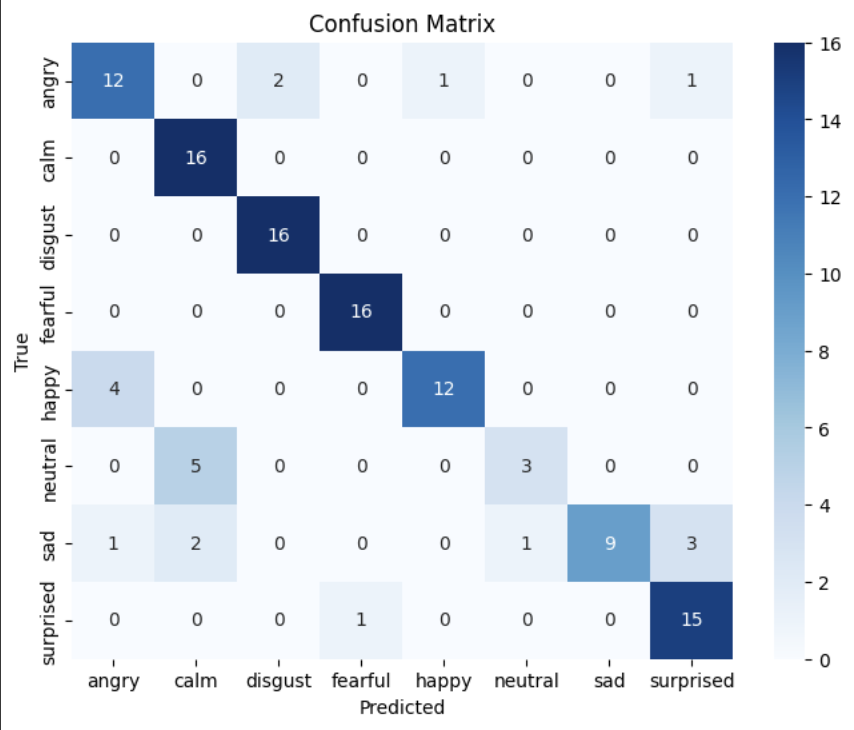 Confusion Matrix
angry 12 0 2 0 1 0 0 1
calm 0 16 0 0 0 0 0 0
disgust 0 0 16 0 0 0 0 0
fearful 0 0 0 16 0 0 0 0
happy 4 0 0 0 12 0 0 0
neutral 0 5 0 0 0 3 0 0
sad 1 2 0 0 0 1 9 3
surprised 0 0 0 1 0 0 0 15
True
angry calm disgust fearful happy neutral sad surprised
Predicted
16
14
12
10
8
6
4
2
0